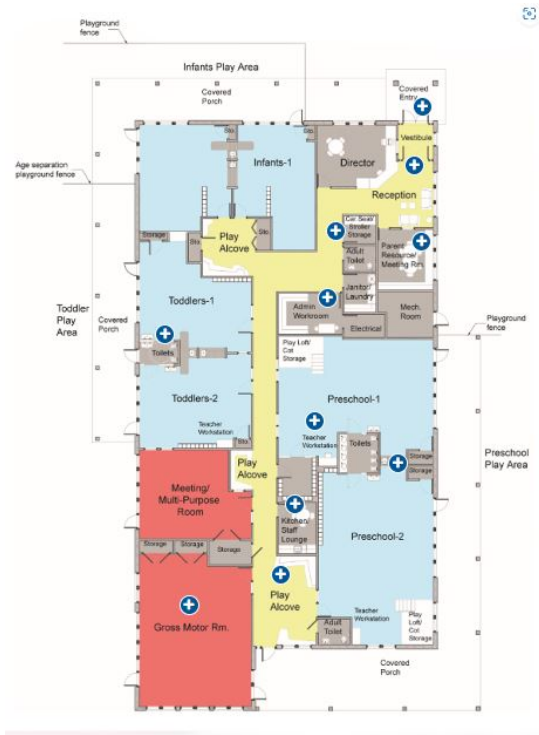 Playground
fence
Infants Play Area
Covered
Porch
Covered
Entry
Sto.
Sto.
Vestibule
Infants-1
Director
Age separation
playground fence
Reception
Car Seat/
Stroller
Storage
Storage
Sto.
Sto.
Play
Alcove
Adult
Toilet
Parent
Resource/
Meeting Rm.
Janitor/
Laundry
Toddlers-1
Admin
Workroom
Mech.
Room
Toddler
Play
Area
Covered
Porch
Electrical
Playground
fence
Toilets
Play Loft/
Cot
Storage
Toddlers-2
Preschool-1
Teacher
Workstation
Sto.
Teacher
Workstation
Toilets
Preschool
Play Area
Play
Alcove
Storage
Storage
Meeting/
Multi-Purpose
Room
Kitchen/
Staff
Lounge
Preschool-2
Storage
Storage
Storage
Play
Alcove
Gross Motor Rm.
Teacher
Workstation
Adult
Toilet
Play
Loft/
Cot
Storage
Covered
Porch